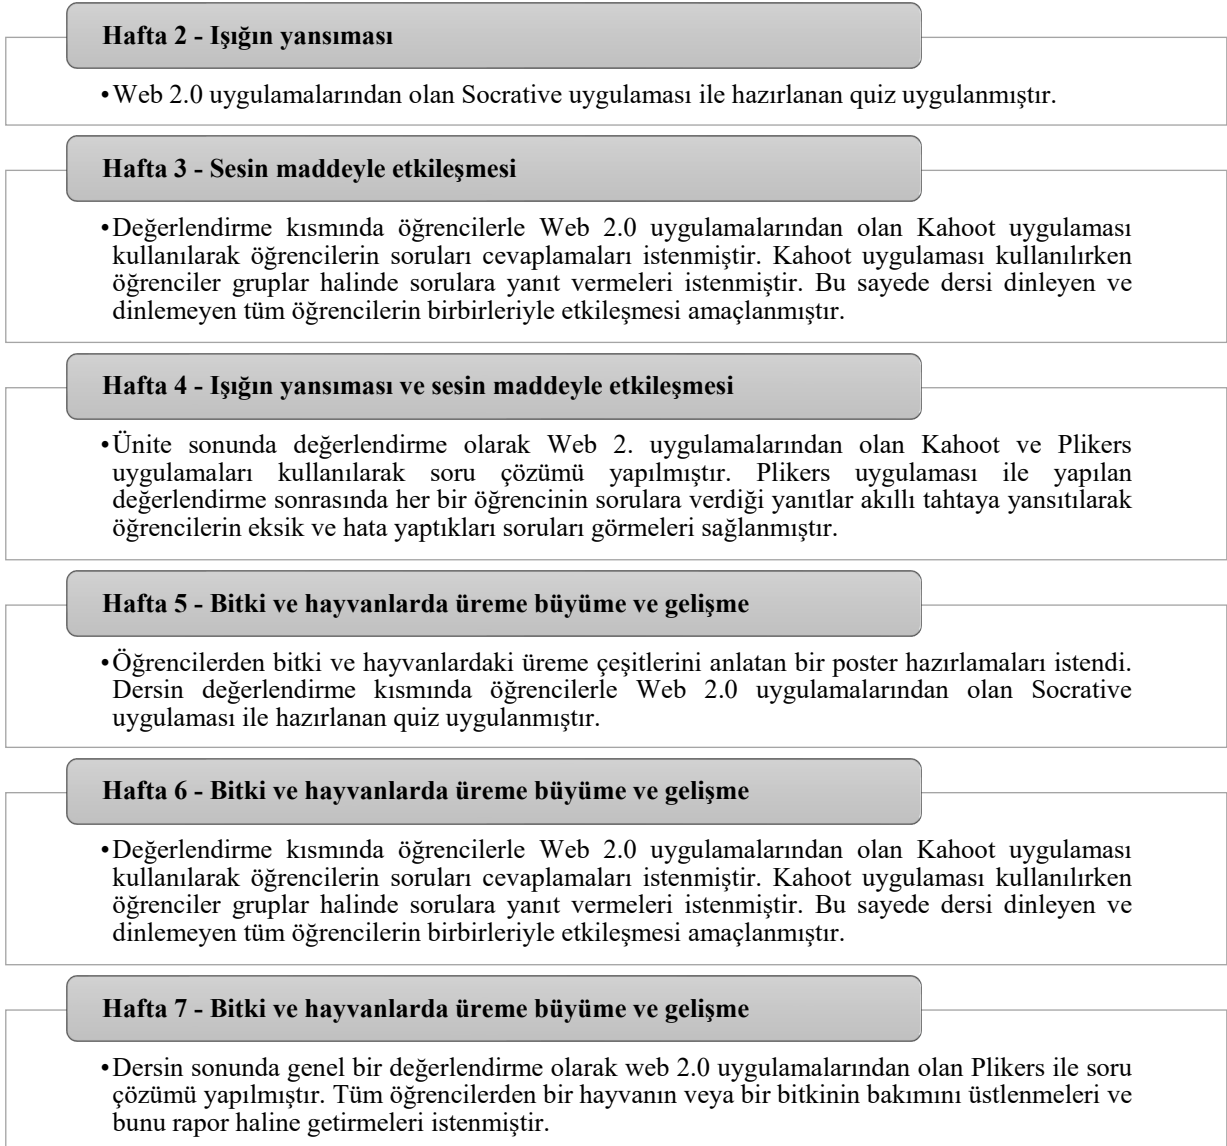 Hafta 2 - Işığın yansıması
•Web 2.0 uygulamalarından olan Socrative uygulaması ile hazırlanan quiz uygulanmıştır.
Hafta 3 - Sesin maddeyle etkileşmesi
•Değerlendirme kısmında öğrencilerle Web 2.0 uygulamalarından olan Kahoot uygulaması
kullanılarak öğrencilerin soruları cevaplamaları istenmiştir. Kahoot uygulaması kullanılırken
öğrenciler gruplar halinde sorulara yanıt vermeleri istenmiştir. Bu sayede dersi dinleyen ve
dinlemeyen tüm öğrencilerin birbirleriyle etkileşmesi amaçlanmıştır.
Hafta 4 - Işığın yansıması ve sesin maddeyle etkileşmesi
•Ünite sonunda değerlendirme olarak Web 2. uygulamalarından olan Kahoot ve Plikers
uygulamaları kullanılarak soru çözümü yapılmıştır. Plikers uygulaması ile yapılan
değerlendirme sonrasında her bir öğrencinin sorulara verdiği yanıtlar akıllı tahtaya yansıtılarak
öğrencilerin eksik ve hata yaptıkları soruları görmeleri sağlanmıştır.
Hafta 5 - Bitki ve hayvanlarda üreme büyüme ve gelişme
•Öğrencilerden bitki ve hayvanlardaki üreme çeşitlerini anlatan bir poster hazırlamaları istendi.
Dersin değerlendirme kısmında öğrencilerle Web 2.0 uygulamalarından olan Socrative
uygulaması ile hazırlanan quiz uygulanmıştır.
Hafta 6 - Bitki ve hayvanlarda üreme büyüme ve gelişme
•Değerlendirme kısmında öğrencilerle Web 2.0 uygulamalarından olan Kahoot uygulaması
kullanılarak öğrencilerin soruları cevaplamaları istenmiştir. Kahoot uygulaması kullanılırken
öğrenciler gruplar halinde sorulara yanıt vermeleri istenmiştir. Bu sayede dersi dinleyen ve
dinlemeyen tüm öğrencilerin birbirleriyle etkileşmesi amaçlanmıştır.
Hafta 7 - Bitki ve hayvanlarda üreme büyüme ve gelişme
•Dersin sonunda genel bir değerlendirme olarak web 2.0 uygulamalarından olan Plikers ile soru
çözümü yapılmıştır. Tüm öğrencilerden bir hayvanın veya bir bitkinin bakımını üstlenmeleri ve
bunu rapor haline getirmeleri istenmiştir.